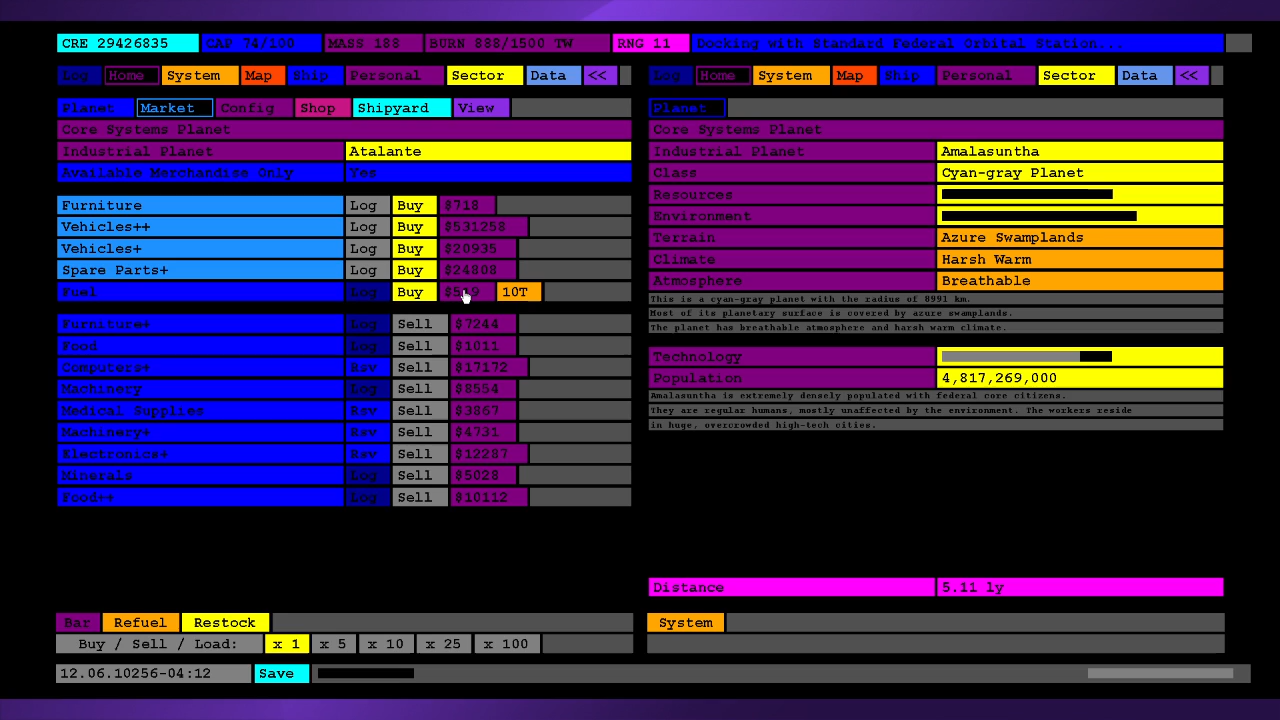 CRE 29426835 CAP 74/100 MASS 188 BURN 888/1500 TW RNG 11 Docking with Standard Federal Orbital Station...
Log Home System Map Ship Personal Sector Data <<
Planet Market Config Shop Shipyard View
Core Systems Planet
Industrial Planet Atalante
Available Merchandise Only Yes
Furniture Log Buy $718
Vehicles++ Log Buy $531258
Vehicles+ Log Buy $20935
Spare Parts+ Log Buy $24808
Fuel Log Buy 10T
Furniture+ Log Sell $7244
Food Log Sell $1011
Computers+ Rsv Sell $17172
Machinery Log Sell $8554
Medical Supplies Rsv Sell $3867
Machinery+ Rsv Sell $4731
Electronics+ Rsv Sell $12287
Minerals Log Sell $5028
Food++ Log Sell $10112
Bar Refuel Restock
Buy / Sell / Load: x 1 x 5 x 10 x 25 x 100
12.06.10256-04:12 Save
Log Home System Map Ship Personal Sector Data <<
Planet
Core Systems Planet
Industrial Planet Amalasuntha
Class Cyan-gray Planet
Resources
Environment
Terrain Azure Swamplands
Climate Harsh Warm
Atmosphere Breathable
This is a cyan-gray planet with the radius of 8991 km.
Most of its planetary surface is covered by azure swamplands.
The planet has breathable atmosphere and harsh warm climate.
Technology
Population 4,817,269,000
Amalasuntha is extremely densely populated with federal core citizens.
They are regular humans, mostly unaffected by the environment. The workers reside
in huge, overcrowded high-tech cities.
Distance 5.11 ly
System